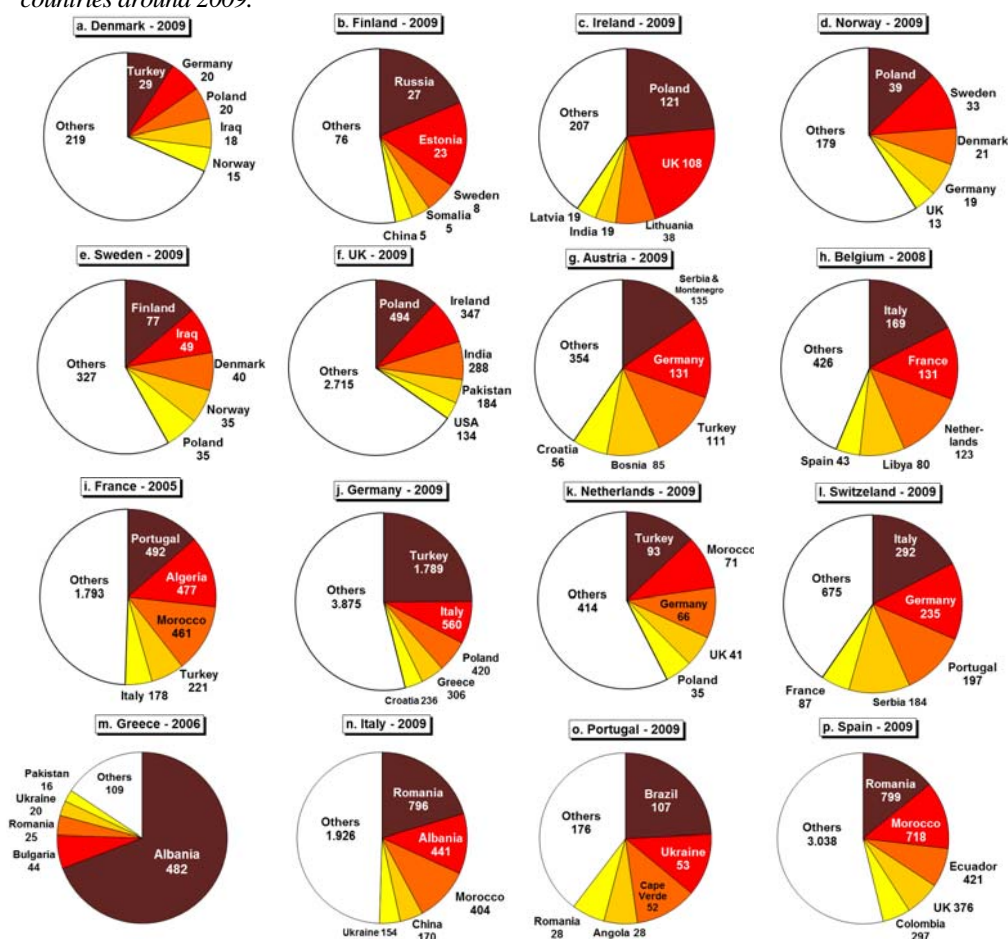 countries around 2009.
a. Denmark - 2009
Turkey
29
Germany
20
Poland
20
Iraq
18
Norway
15
Others
219
b. Finland - 2009
Russia
27
Estonia
23
Sweden
8
Somalia
5
China 5
Others
76
c. Ireland - 2009
Poland
121
UK 108
Lithuania
38
India 19
Latvia 19
Others
207
d. Norway - 2009
Poland
39
Sweden
33
Denmark
21
Germany
19
UK
13
Others
179
e. Sweden - 2009
Finland
77
Iraq
49
Denmark
40
Norway
35
Poland
35
Others
327
f. UK - 2009
Poland
494
Ireland
347
India
288
Pakistan
184
USA
134
Others
2.715
g. Austria - 2009
Serbia &
Montenegro
135
Germany
131
Turkey
111
Bosnia 85
Croatia
56
Others
354
h. Belgium - 2008
Italy
169
France
131
Nether-
lands
123
Libya 80
Spain 43
Others
426
i. France - 2005
Portugal
492
Algeria
477
Morocco
461
Turkey
221
Italy 178
Others
1.793
j. Germany - 2009
Turkey
1.789
Italy
560
Poland
420
Greece
306
Croatia 236
Others
3.875
k. Netherlands - 2009
Turkey
93
Morocco
71
Germany
66
UK 41
Poland
35
Others
414
l. Switzeland - 2009
Italy
292
Germany
235
Portugal
197
Serbia 184
France
87
Others
675
m. Greece - 2006
Albania
482
Bulgaria
44
Romania
25
Ukraine
20
Pakistan
16
Others
109
n. Italy - 2009
Romania
796
Albania
441
Morocco
404
China
170
Ukraine 154
Others
1.926
o. Portugal - 2009
Brazil
107
Ukraine
53
Cape
Verde
52
Angola 28
Romania
28
Others
176
p. Spain - 2009
Romania
799
Morocco
718
Ecuador
421
UK 376
Colombia
297
Others
3.038